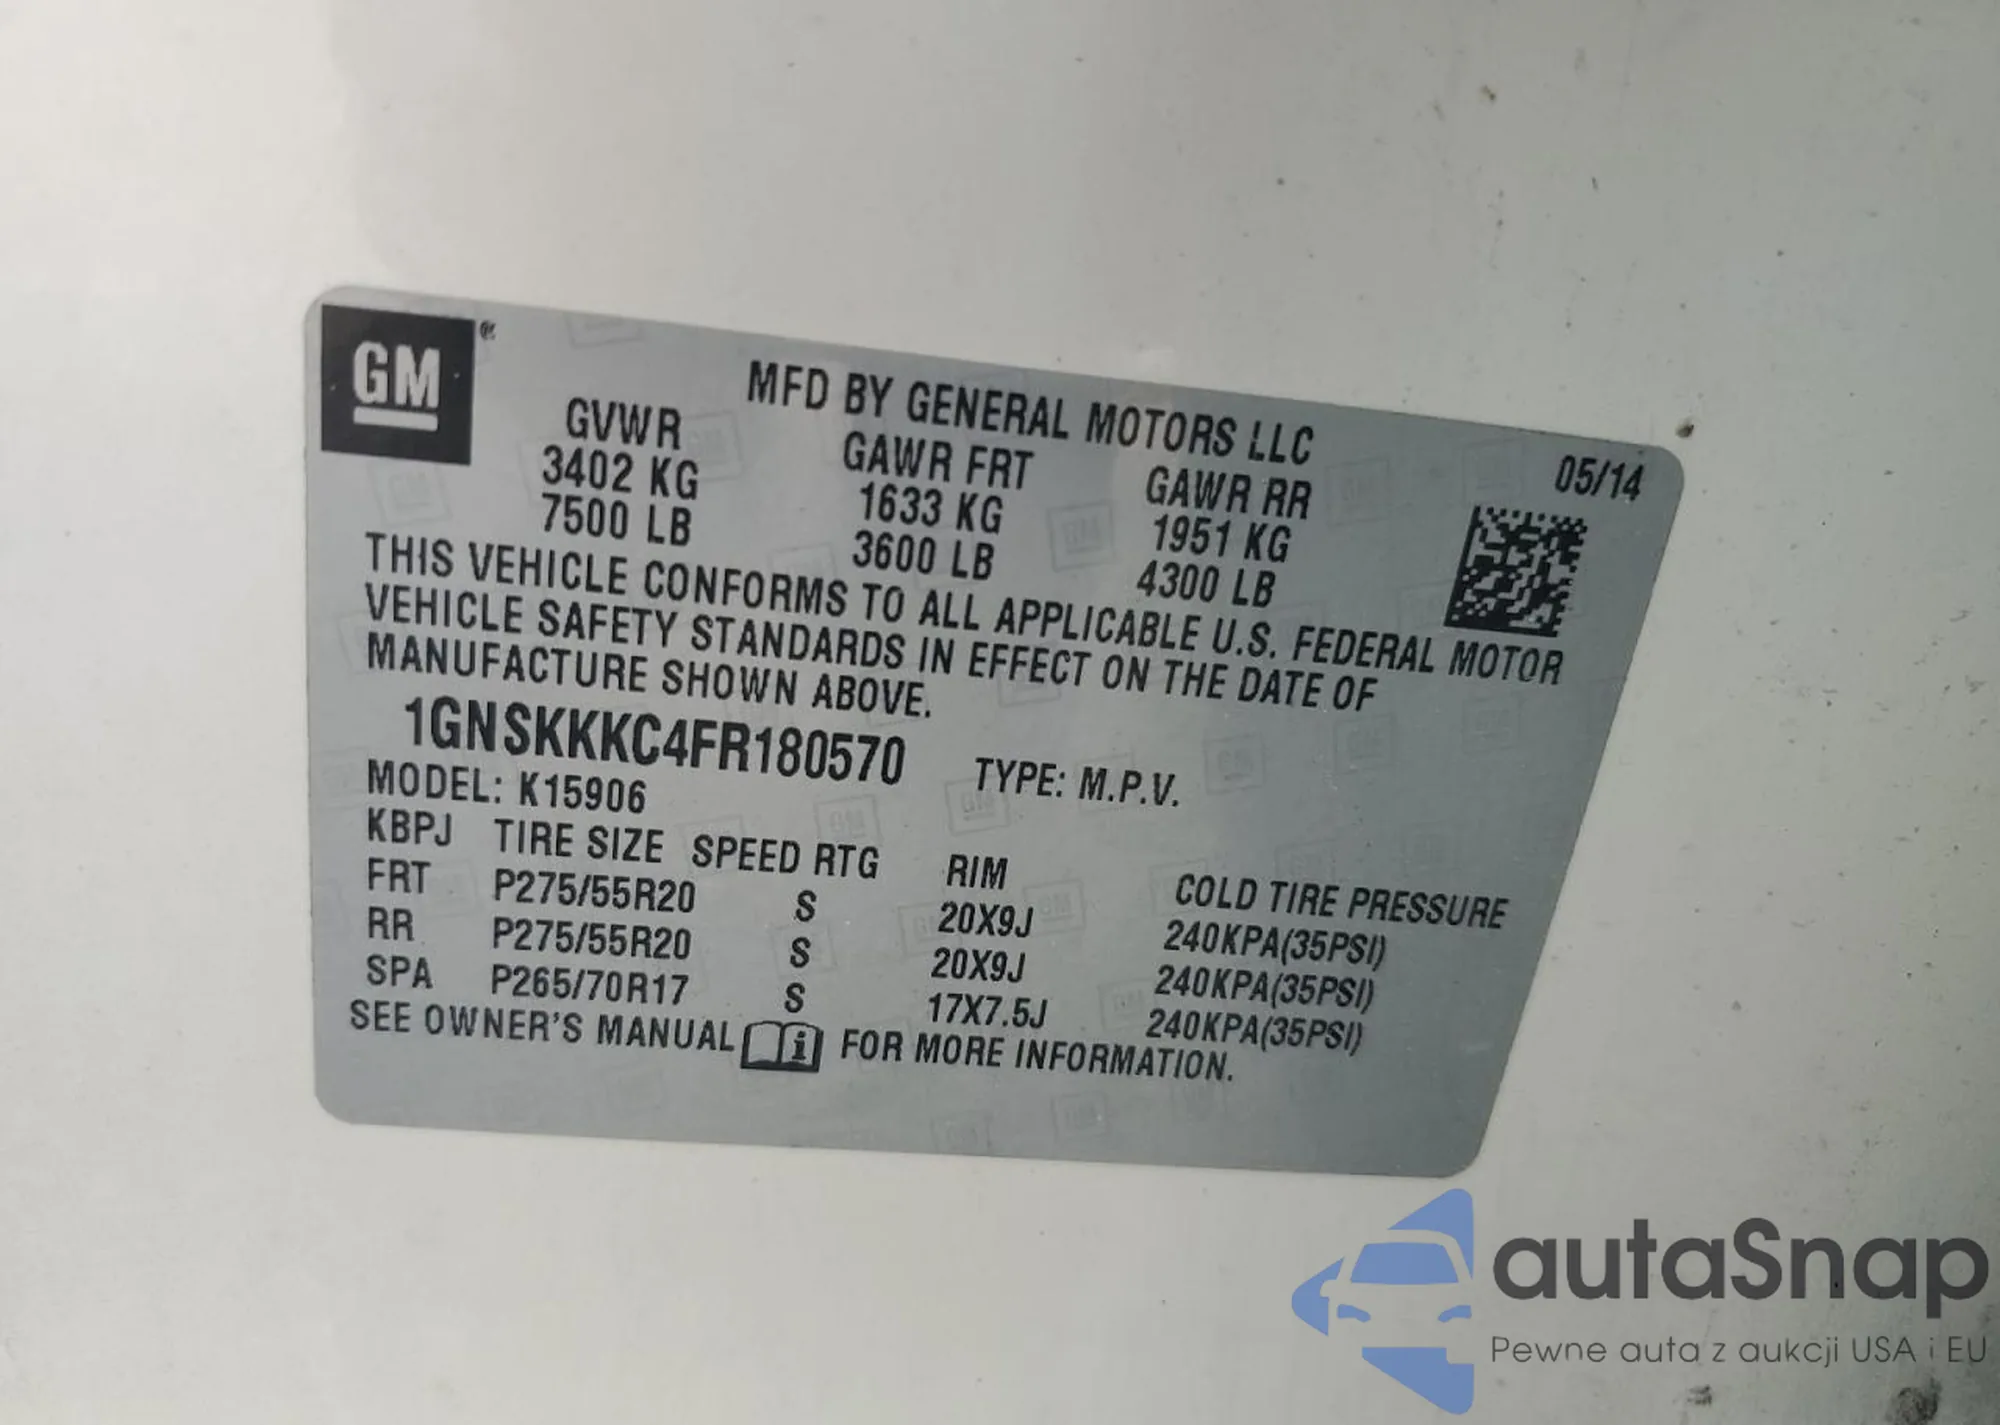 GM®
MFD BY GENERAL MOTORS LLC
05/14
GVWR GAWR FRT GAWR RR
3402 KG 1633 KG 1951 KG
7500 LB 3600 LB 4300 LB
THIS VEHICLE CONFORMS TO ALL APPLICABLE U.S. FEDERAL MOTOR
VEHICLE SAFETY STANDARDS IN EFFECT ON THE DATE OF
MANUFACTURE SHOWN ABOVE.
1GNSKKKC4FR180570 TYPE: M.P.V.
MODEL: K15906
KBPJ TIRE SIZE SPEED RTG RIM COLD TIRE PRESSURE
FRT P275/55R20 S 20X9J 240KPA(35PSI)
RR P275/55R20 S 20X9J 240KPA(35PSI)
SPA P265/70R17 S 17X7.5J 240KPA(35PSI)
SEE OWNER'S MANUAL i FOR MORE INFORMATION.
autaSnap
Pewne auta z aukcji USA i EU